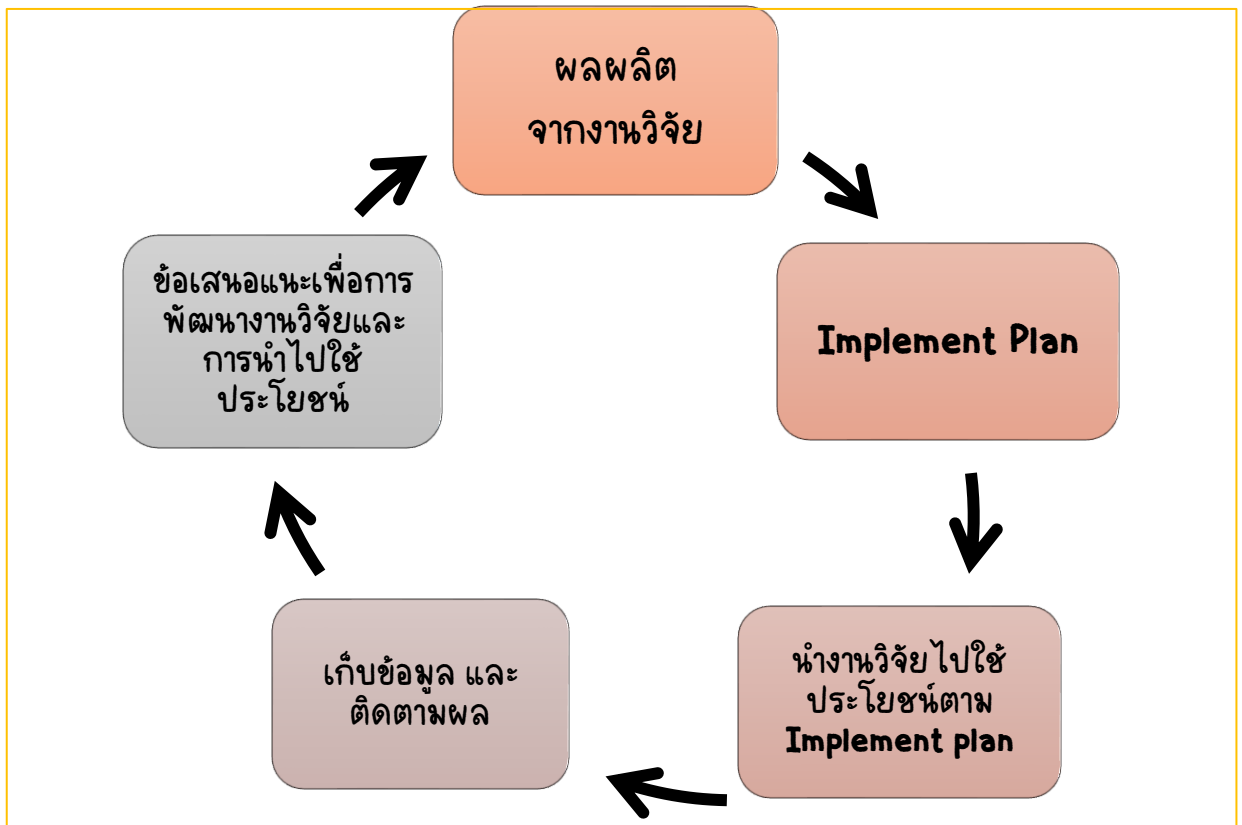 ผลผลิต
จากงานวิจัย
Implement Plan
นำงานวิจัยไปใช้
ประโยชน์ตาม
Implement plan
เก็บข้อมูล และ
ติดตามผล
ข้อเสนอแนะเพื่อการ
พัฒนางานวิจัยและ
การนำไปใช้
ประโยชน์